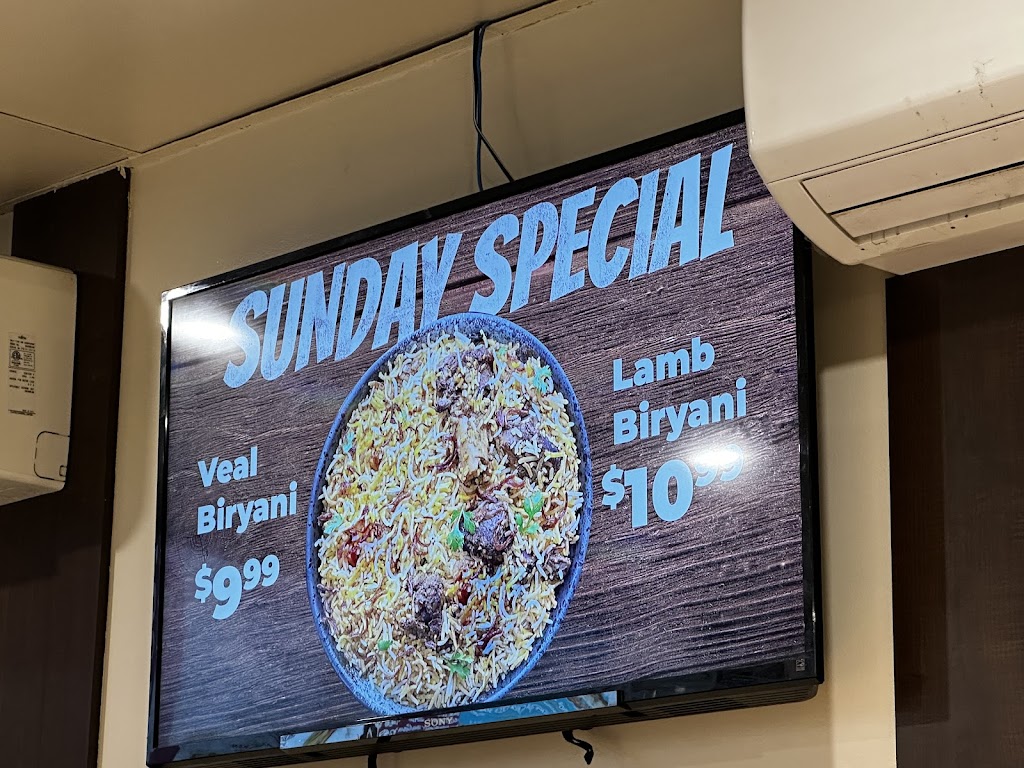 SUNDAY SPECIAL
Veal
Biryani
$9.99
Lamb
Biryani
$10.99
SONY